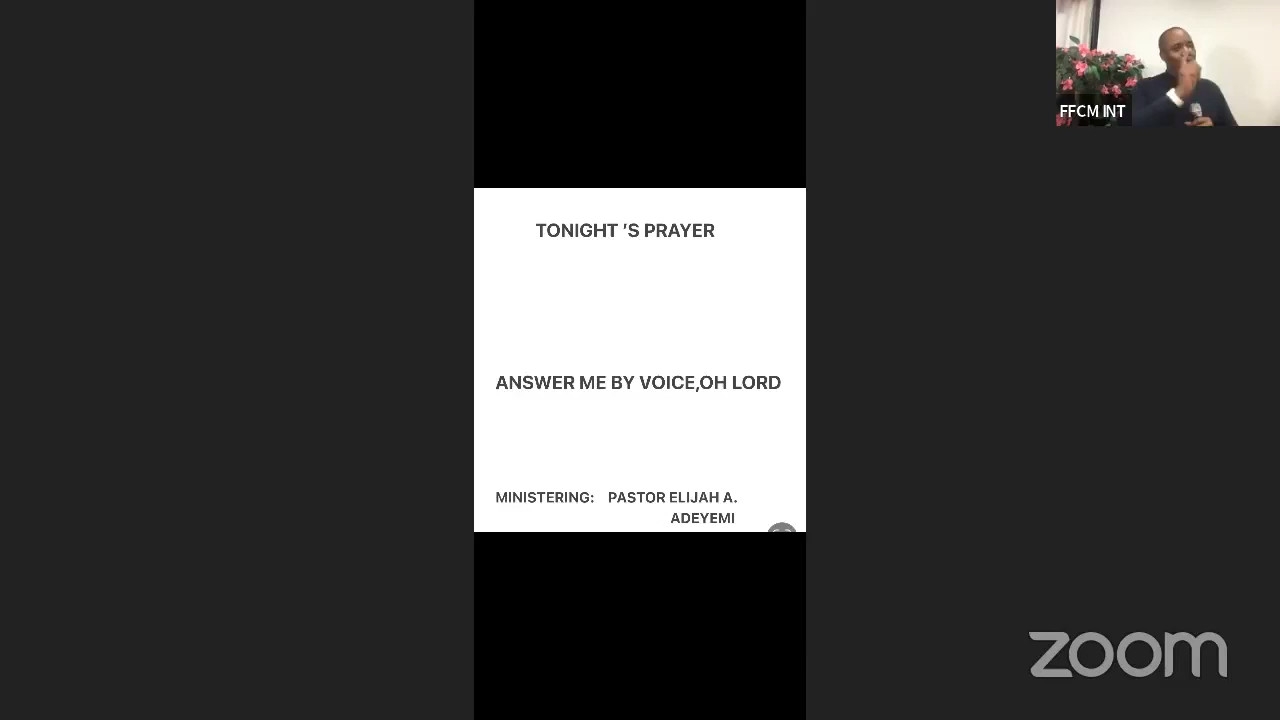 FFCM INT
TONIGHT 'S PRAYER
ANSWER ME BY VOICE,OH LORD
MINISTERING: PASTOR ELIJAH A.
ADEYEMI
zoom